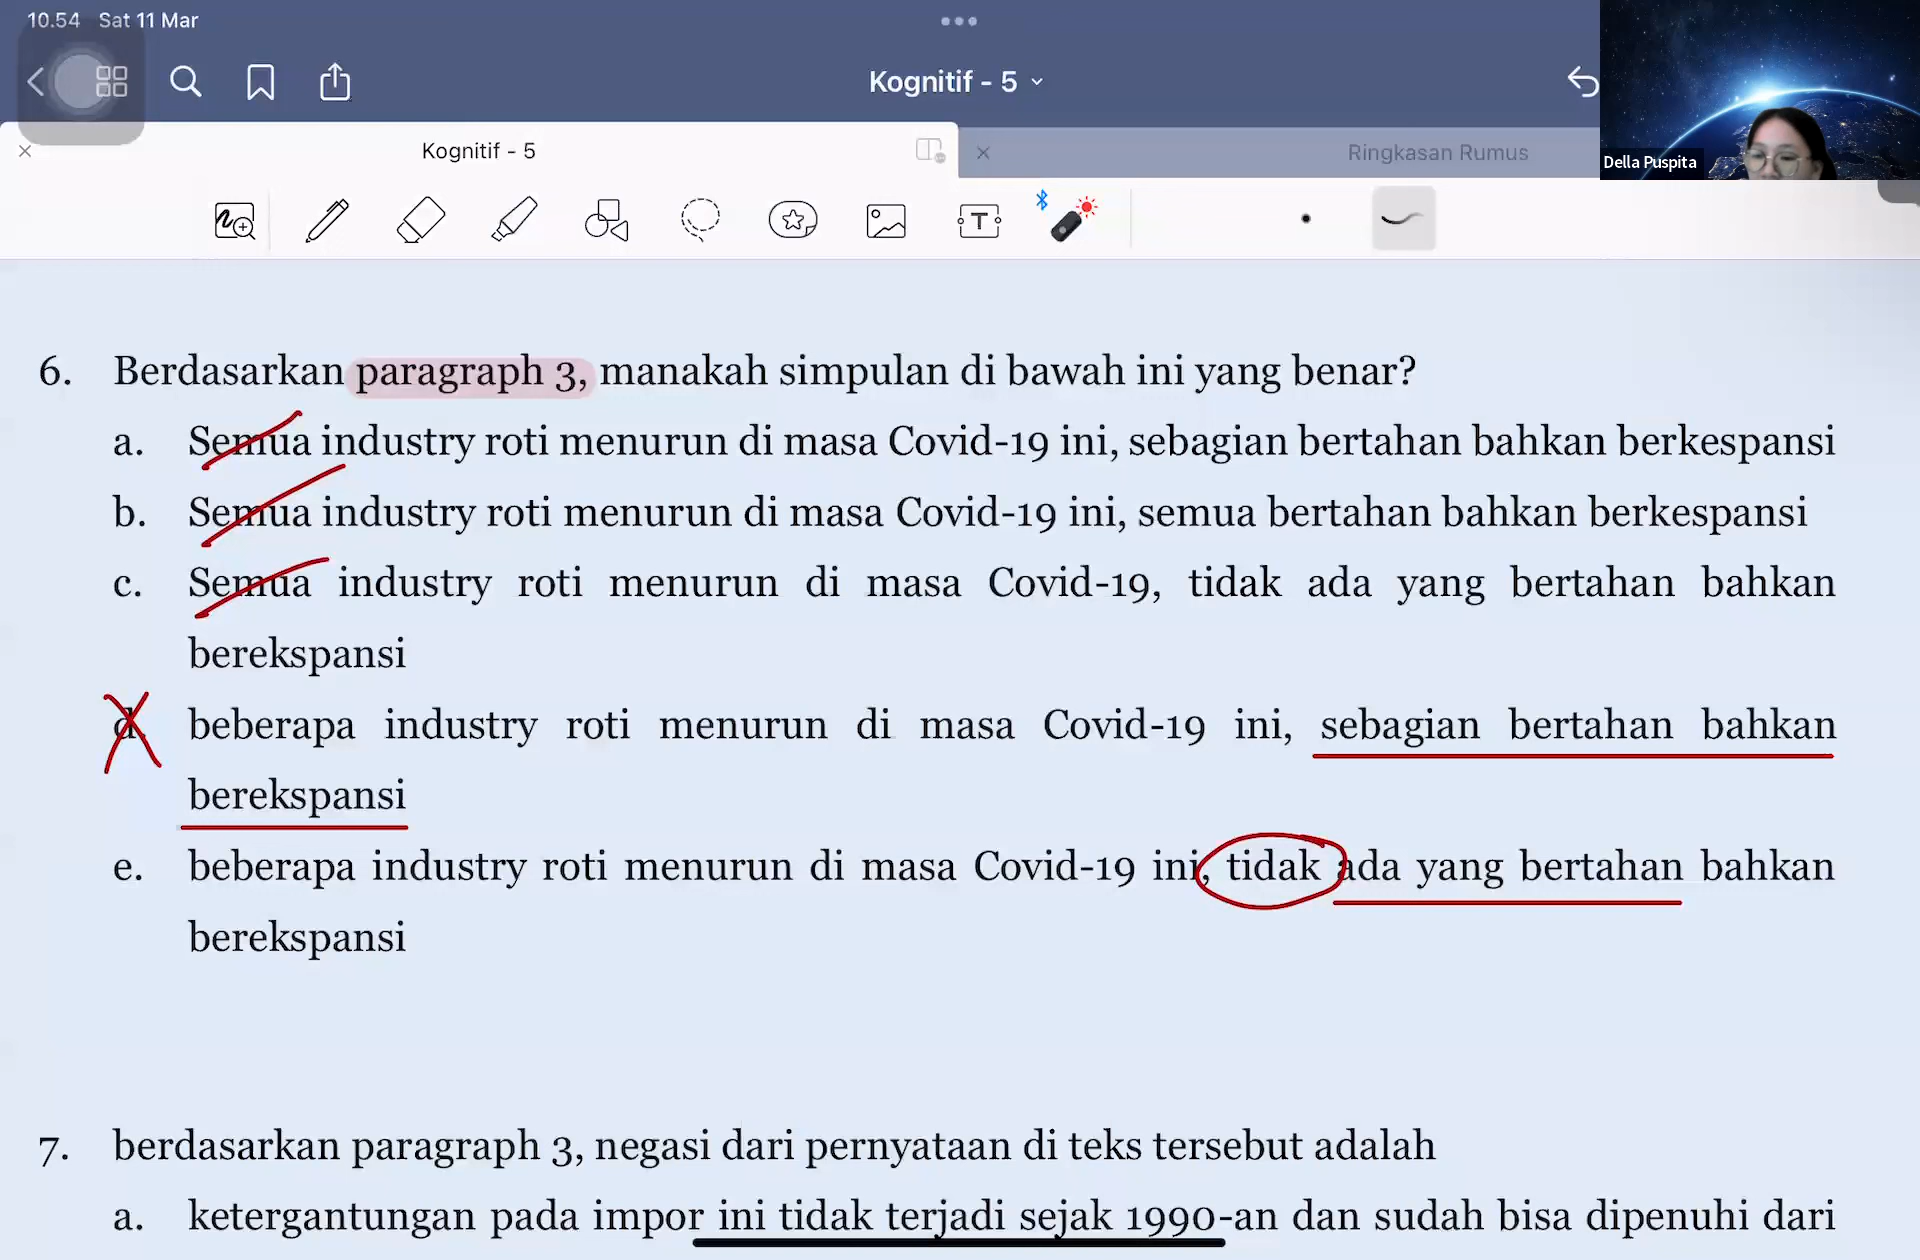 10.54 Sat 11 Mar
Kognitif - 5
Kognitif - 5
Ringkasan Rumus
Della Puspita
T
6. Berdasarkan paragraph 3, manakah simpulan di bawah ini yang benar?
a. Semua industry roti menurun di masa Covid-19 ini, sebagian bertahan bahkan berkespansi
b. Semua industry roti menurun di masa Covid-19 ini, semua bertahan bahkan berkespansi
c. Semua industry roti menurun di masa Covid-19, tidak ada yang bertahan bahkan
berekspansi
d. beberapa industry roti menurun di masa Covid-19 ini, sebagian bertahan bahkan
berekspansi
e. beberapa industry roti menurun di masa Covid-19 ini, tidak ada yang bertahan bahkan
berekspansi
7. berdasarkan paragraph 3, negasi dari pernyataan di teks tersebut adalah
a. ketergantungan pada impor ini tidak terjadi sejak 1990-an dan sudah bisa dipenuhi dari